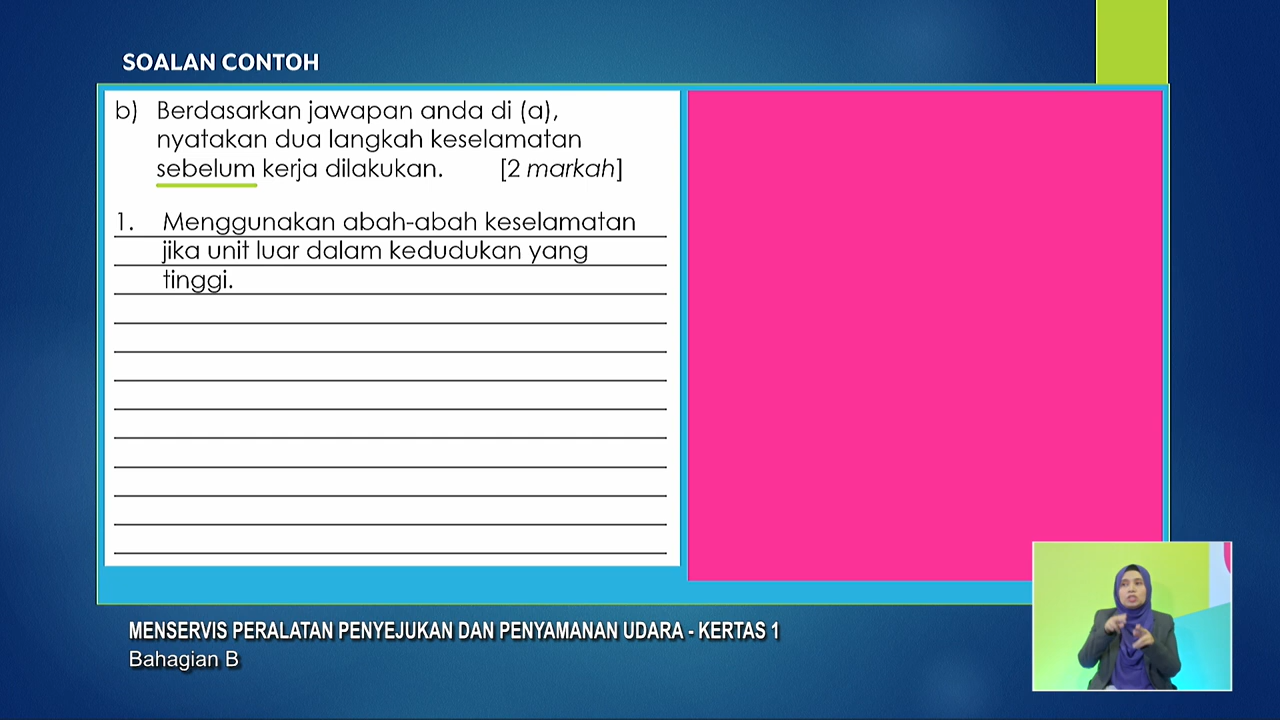 SOALAN CONTOH
b) Berdasarkan jawapan anda di (a),
nyatakan dua langkah keselamatan
sebelum kerja dilakukan. [2 markah]
1. Menggunakan abah-abah keselamatan
jika unit luar dalam kedudukan yang
tinggi.
MENSERVIS PERALATAN PENYEJUKAN DAN PENYAMANAN UDARA - KERTAS 1
Bahagian B